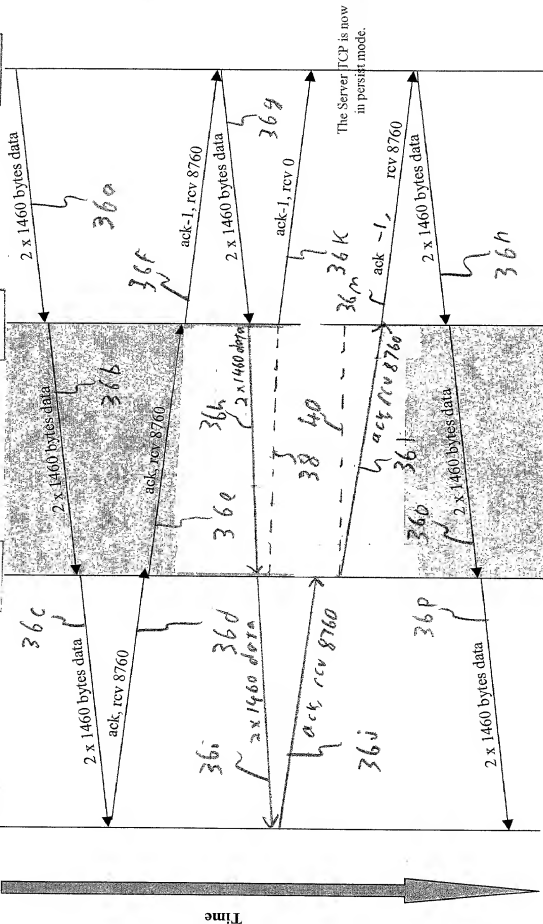 2 x 1460 bytes data
36a
2 x 1460 bytes data
36b
36c
2 x 1460 bytes data
36d
ack, rcv 8760
36e
ack, rcv 8760
36f
ack-1, rcv 8760
36g
2 x 1460 bytes data
36h
2 x 1460 data
36i
2 x 1460 data
36j
ack, rcv 8760
38
40
36k
ack-1, rcv 0
The Server TCP is now
in persist mode.
36l
ack, rcv 8760
36m
ack -1,
rcv 8760
36n
2 x 1460 bytes data
36o
2 x 1460 bytes data
36p
2 x 1460 bytes data
Time